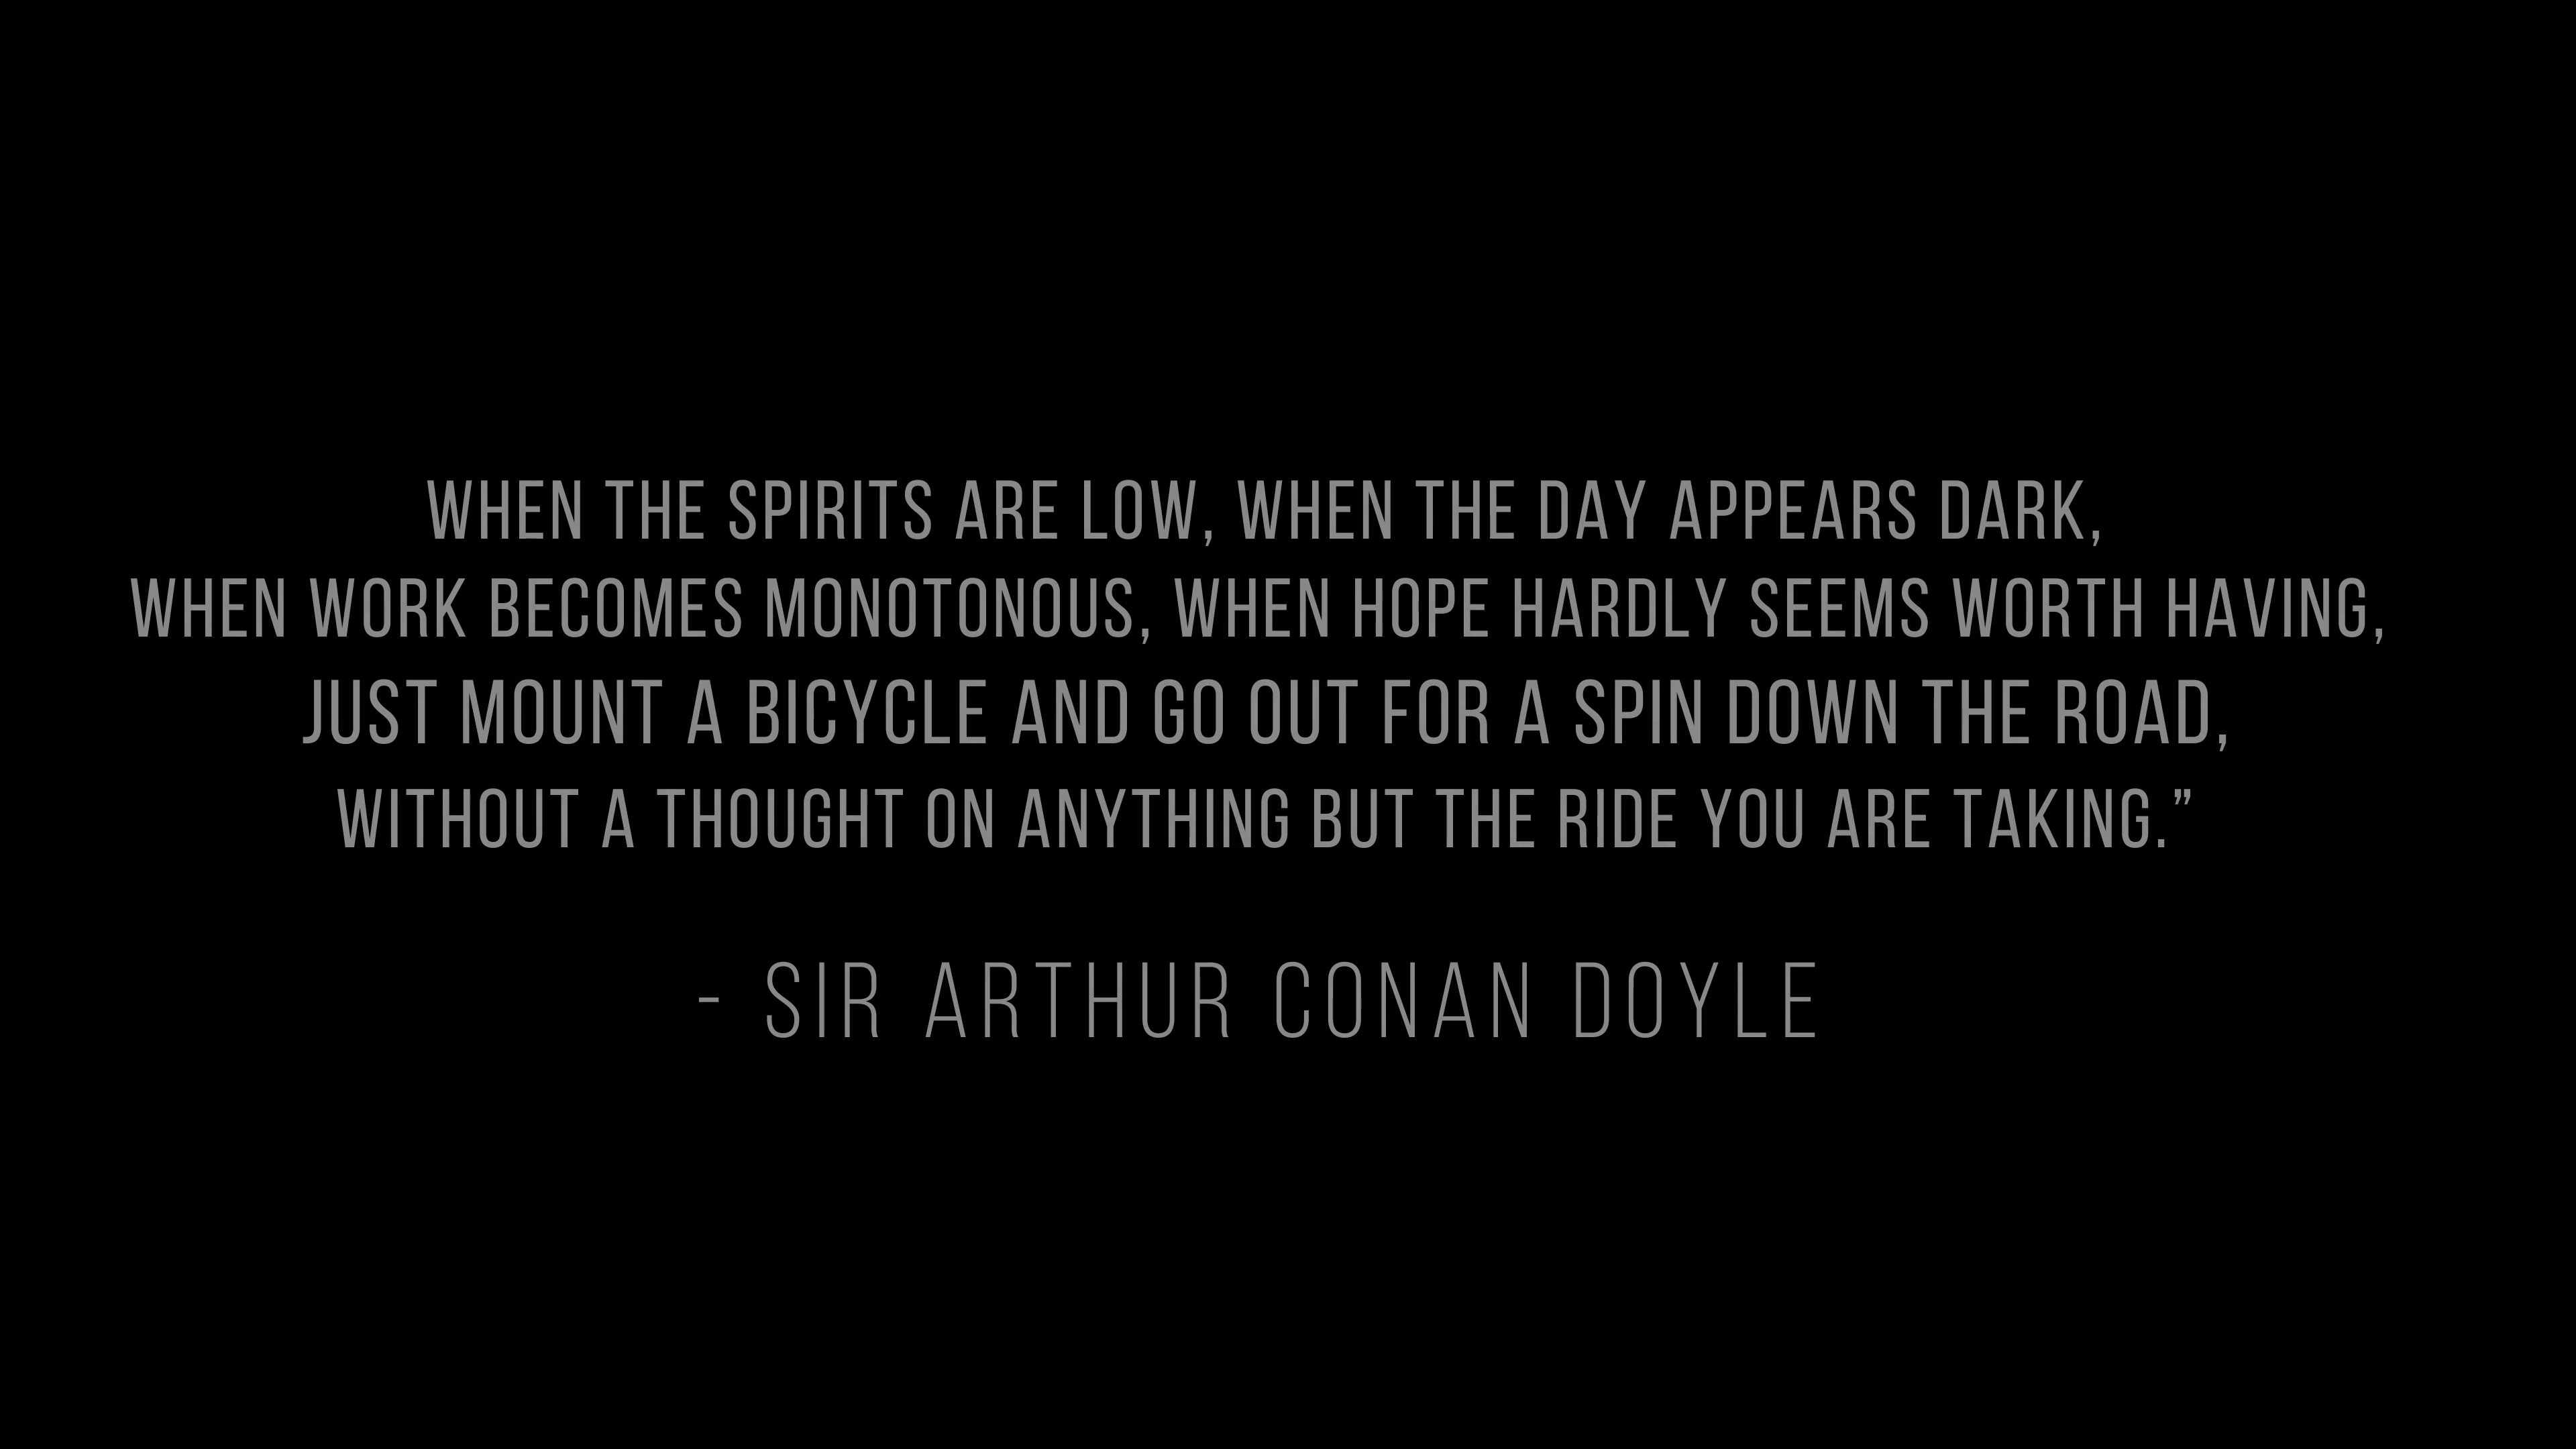 WHEN THE SPIRITS ARE LOW, WHEN THE DAY APPEARS DARK,
WHEN WORK BECOMES MONOTONOUS, WHEN HOPE HARDLY SEEMS WORTH HAVING,
JUST MOUNT A BICYCLE AND GO OUT FOR A SPIN DOWN THE ROAD,
WITHOUT A THOUGHT ON ANYTHING BUT THE RIDE YOU ARE TAKING.”
- SIR ARTHUR CONAN DOYLE